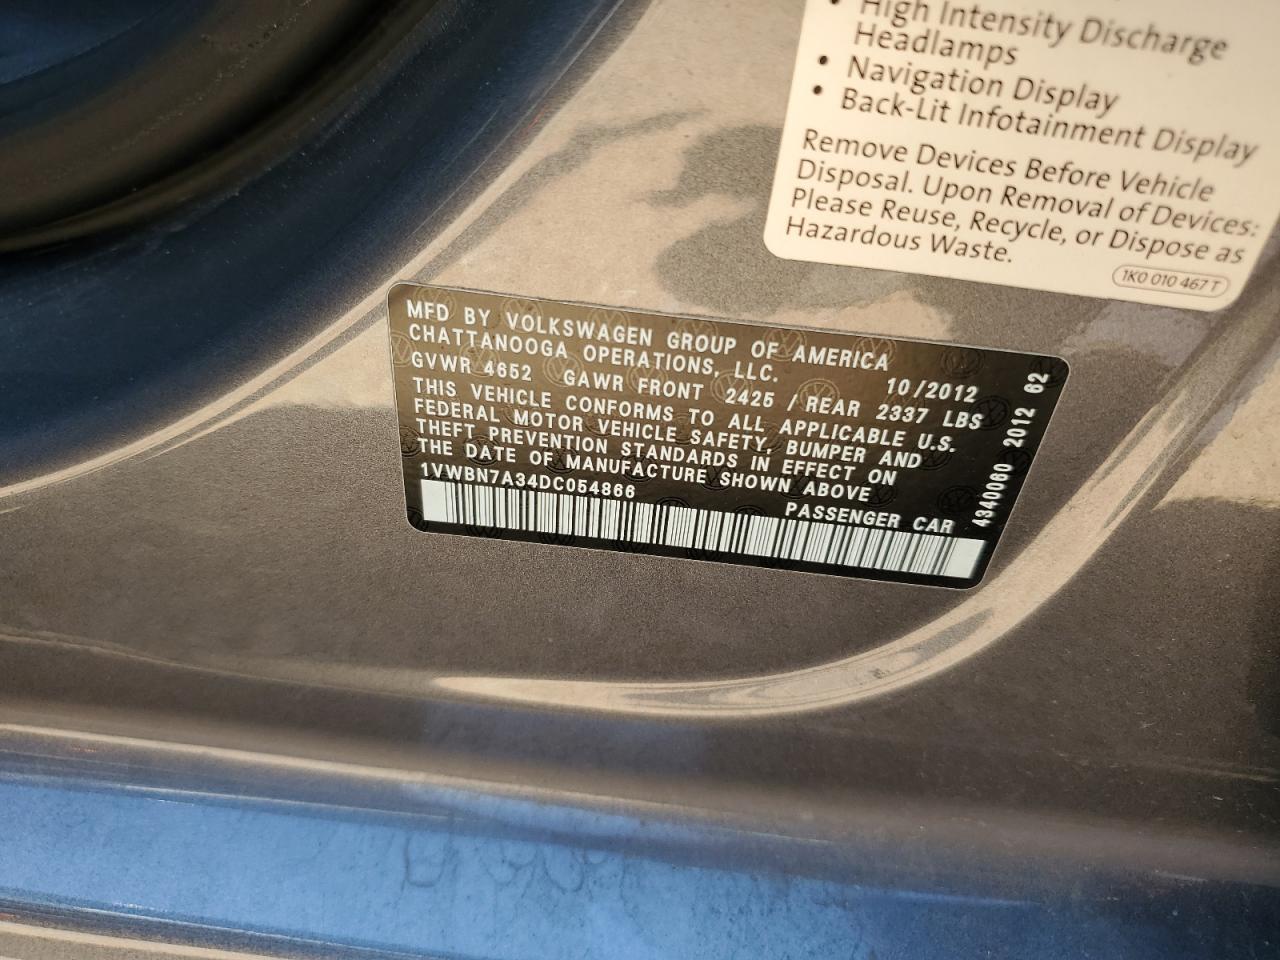 High Intensity Discharge
Headlamps
• Navigation Display
• Back-Lit Infotainment Display
Remove Devices Before Vehicle
Disposal. Upon Removal of Devices:
Please Reuse, Recycle, or Dispose as
Hazardous Waste.
1K0 010 467 T
MFD BY VOLKSWAGEN GROUP OF AMERICA
CHATTANOOGA OPERATIONS, LLC.
10/2012
GVWR 4652 GAWR FRONT 2425 / REAR 2337 LBS
THIS VEHICLE CONFORMS TO ALL APPLICABLE U.S.
FEDERAL MOTOR VEHICLE SAFETY, BUMPER AND
THEFT PREVENTION STANDARDS IN EFFECT ON
THE DATE OF MANUFACTURE SHOWN ABOVE
1VWBN7A34DC054866
PASSENGER CAR
4340060 2012 62